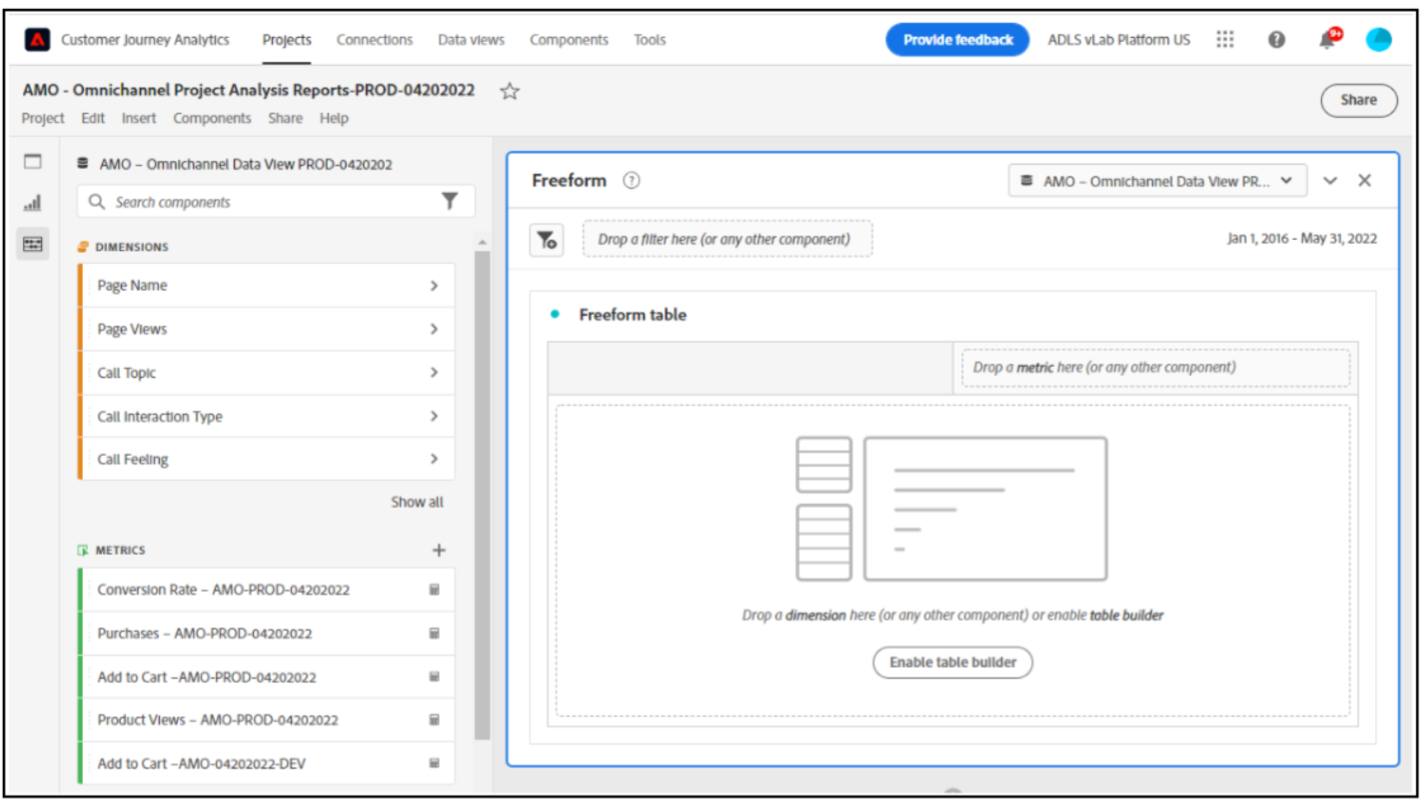 Customer Journey Analytics Projects Connections Data views Components Tools Provide feedback ADLS vLab Platform US ? 9+
AMO - Omnichannel Project Analysis Reports-PROD-04202022
Share
Project Edit Insert Components Share Help
AMO – Omnichannel Data View PROD-0420202
Search components
DIMENSIONS
Page Name
Page Views
Call Topic
Call Interaction Type
Call Feeling
Show all
METRICS
Conversion Rate – AMO-PROD-04202022
Purchases – AMO-PROD-04202022
Add to Cart –AMO-PROD-04202022
Product Views – AMO-PROD-04202022
Add to Cart –AMO-04202022-DEV
Freeform ? AMO – Omnichannel Data View PR...
Drop a filter here (or any other component) Jan 1, 2016 - May 31, 2022
Freeform table
Drop a metric here (or any other component)
Drop a dimension here (or any other component) or enable table builder
Enable table builder